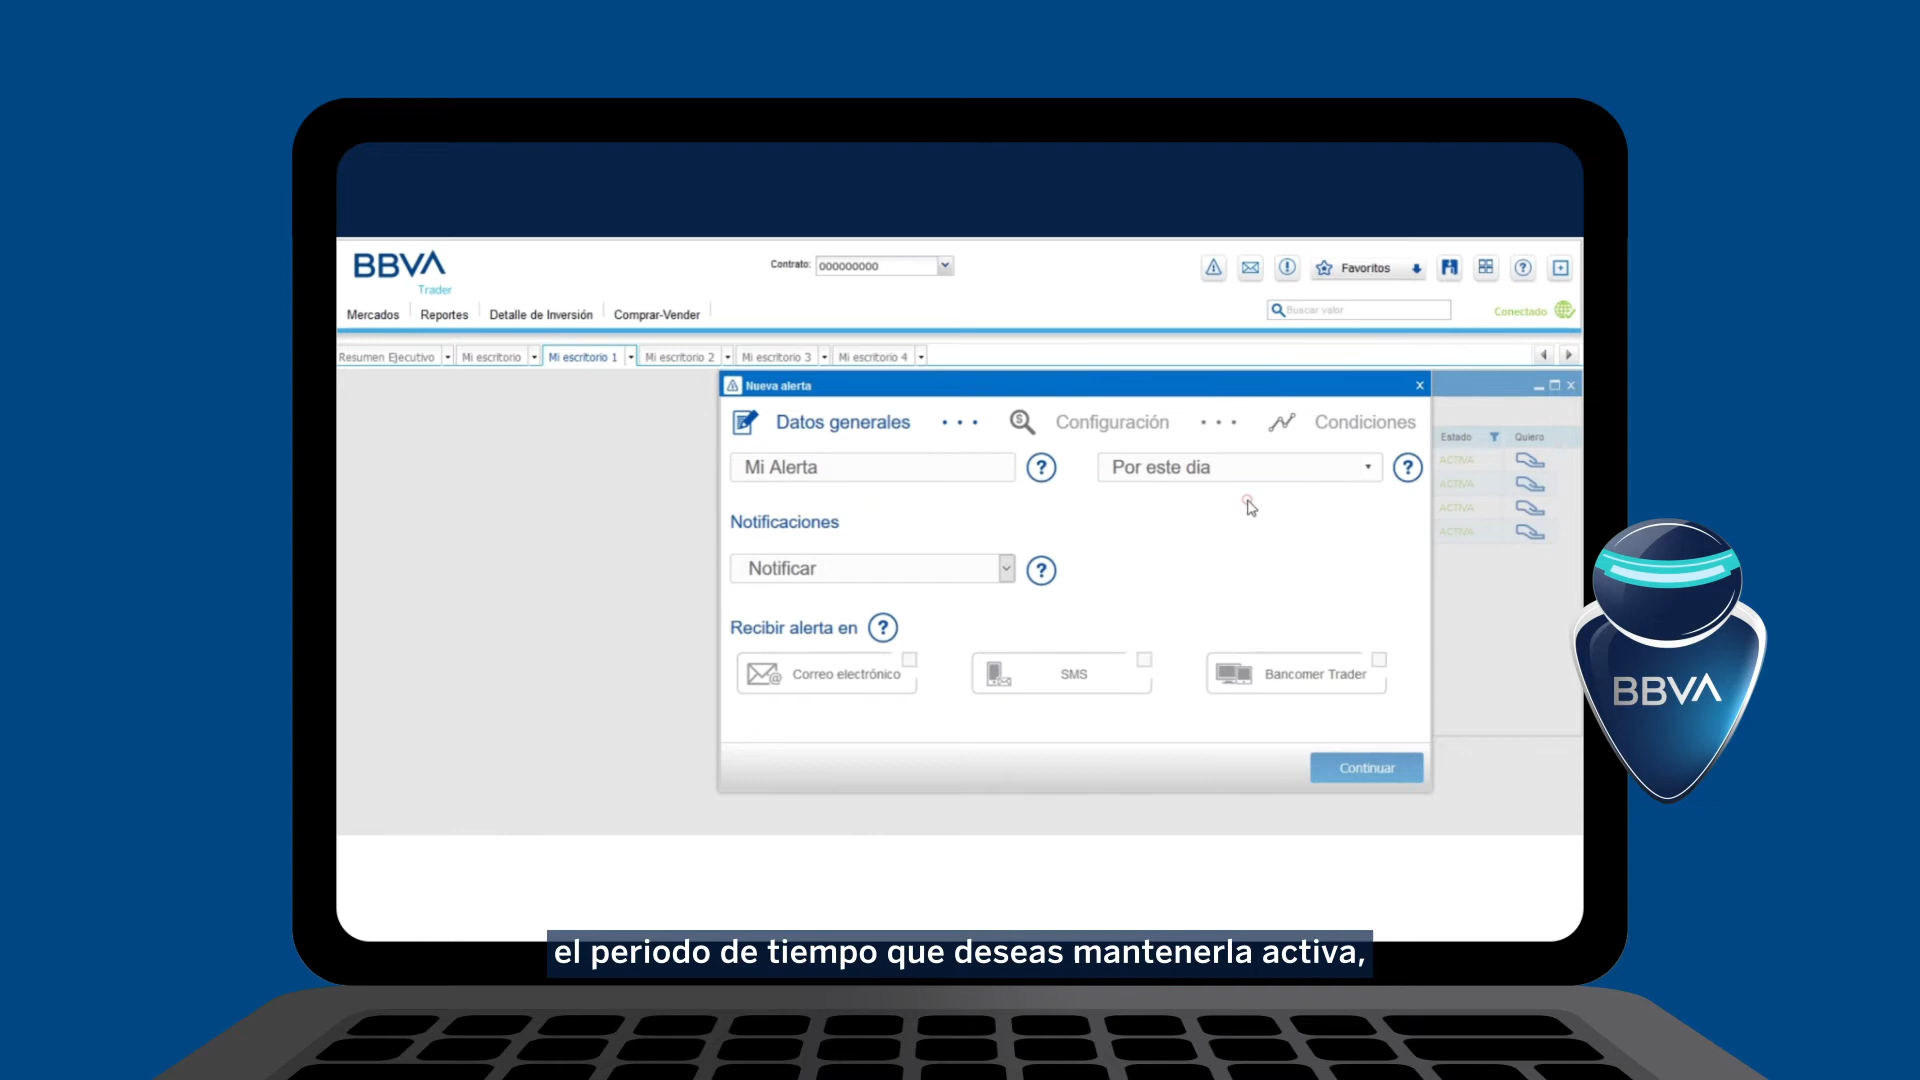 BBVA
Trader
Contrato: 000000000
Favoritos
Mercados Reportes Detalle de Inversión Comprar-Vender
Buscar valor
Conectado
Resumen Ejecutivo Mi escritorio Mi escritorio 1 Mi escritorio 2 Mi escritorio 3 Mi escritorio 4
Nueva alerta
Datos generales Configuración Condiciones
Mi Alerta ? Por este dia ?
Notificaciones
Notificar ?
Recibir alerta en ?
Correo electrónico SMS Bancomer Trader
Continuar
Estado Quiero
ACTIVA
ACTIVA
ACTIVA
ACTIVA
BBVA
el periodo de tiempo que deseas mantenerla activa,